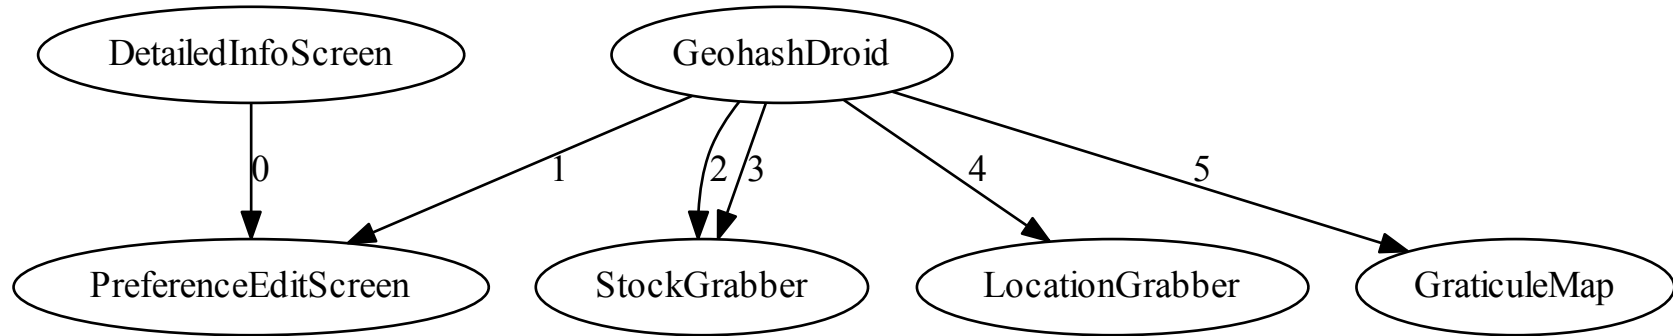 DetailedInfoScreen
GeohashDroid
0
1
2
3
4
5
PreferenceEditScreen
StockGrabber
LocationGrabber
GraticuleMap